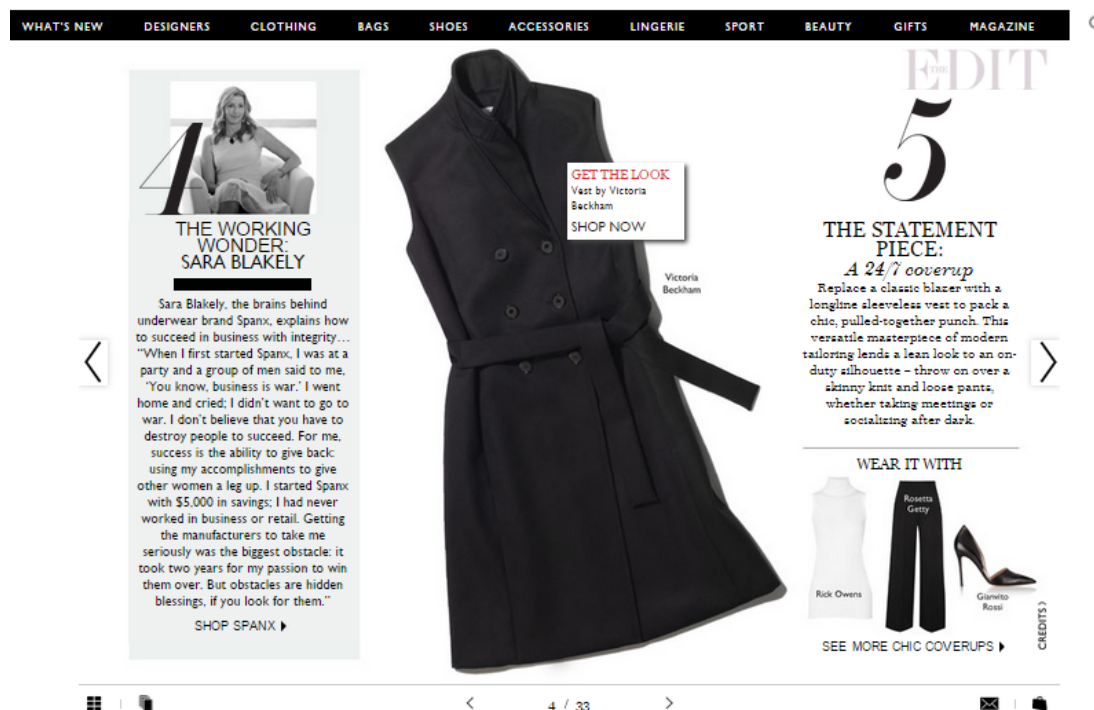 WHAT'S NEW DESIGNERS CLOTHING BAGS SHOES ACCESSORIES LINGERIE SPORT BEAUTY GIFTS MAGAZINE
4
THE WORKING
WONDER:
SARA BLAKELY
Sara Blakely, the brains behind
underwear brand Spanx, explains how
to succeed in business with integrity…
“When I first started Spanx, I was at a
party and a group of men said to me,
‘You know, business is war.’ I went
home and cried; I didn’t want to go to
war. I don’t believe that you have to
destroy people to succeed. For me,
success is the ability to give back:
using my accomplishments to give
other women a leg up. I started Spanx
with $5,000 in savings; I had never
worked in business or retail. Getting
the manufacturers to take me
seriously was the biggest obstacle: it
took two years for my passion to win
them over. But obstacles are hidden
blessings, if you look for them.”
SHOP SPANX
GET THE LOOK
Vest by Victoria
Beckham
SHOP NOW
Victoria
Beckham
THE EDIT
5
THE STATEMENT
PIECE:
A 24/7 coverup
Replace a classic blazer with a
longline sleeveless vest to pack a
chic, pulled-together punch. This
versatile masterpiece of modern
tailoring lends a lean look to an on-
duty silhouette – throw on over a
skinny knit and loose pants,
whether taking meetings or
socializing after dark.
WEAR IT WITH
Rick Owens
Rosetta
Getty
Gianvito
Rossi
CREDITS
SEE MORE CHIC COVERUPS
4 / 33